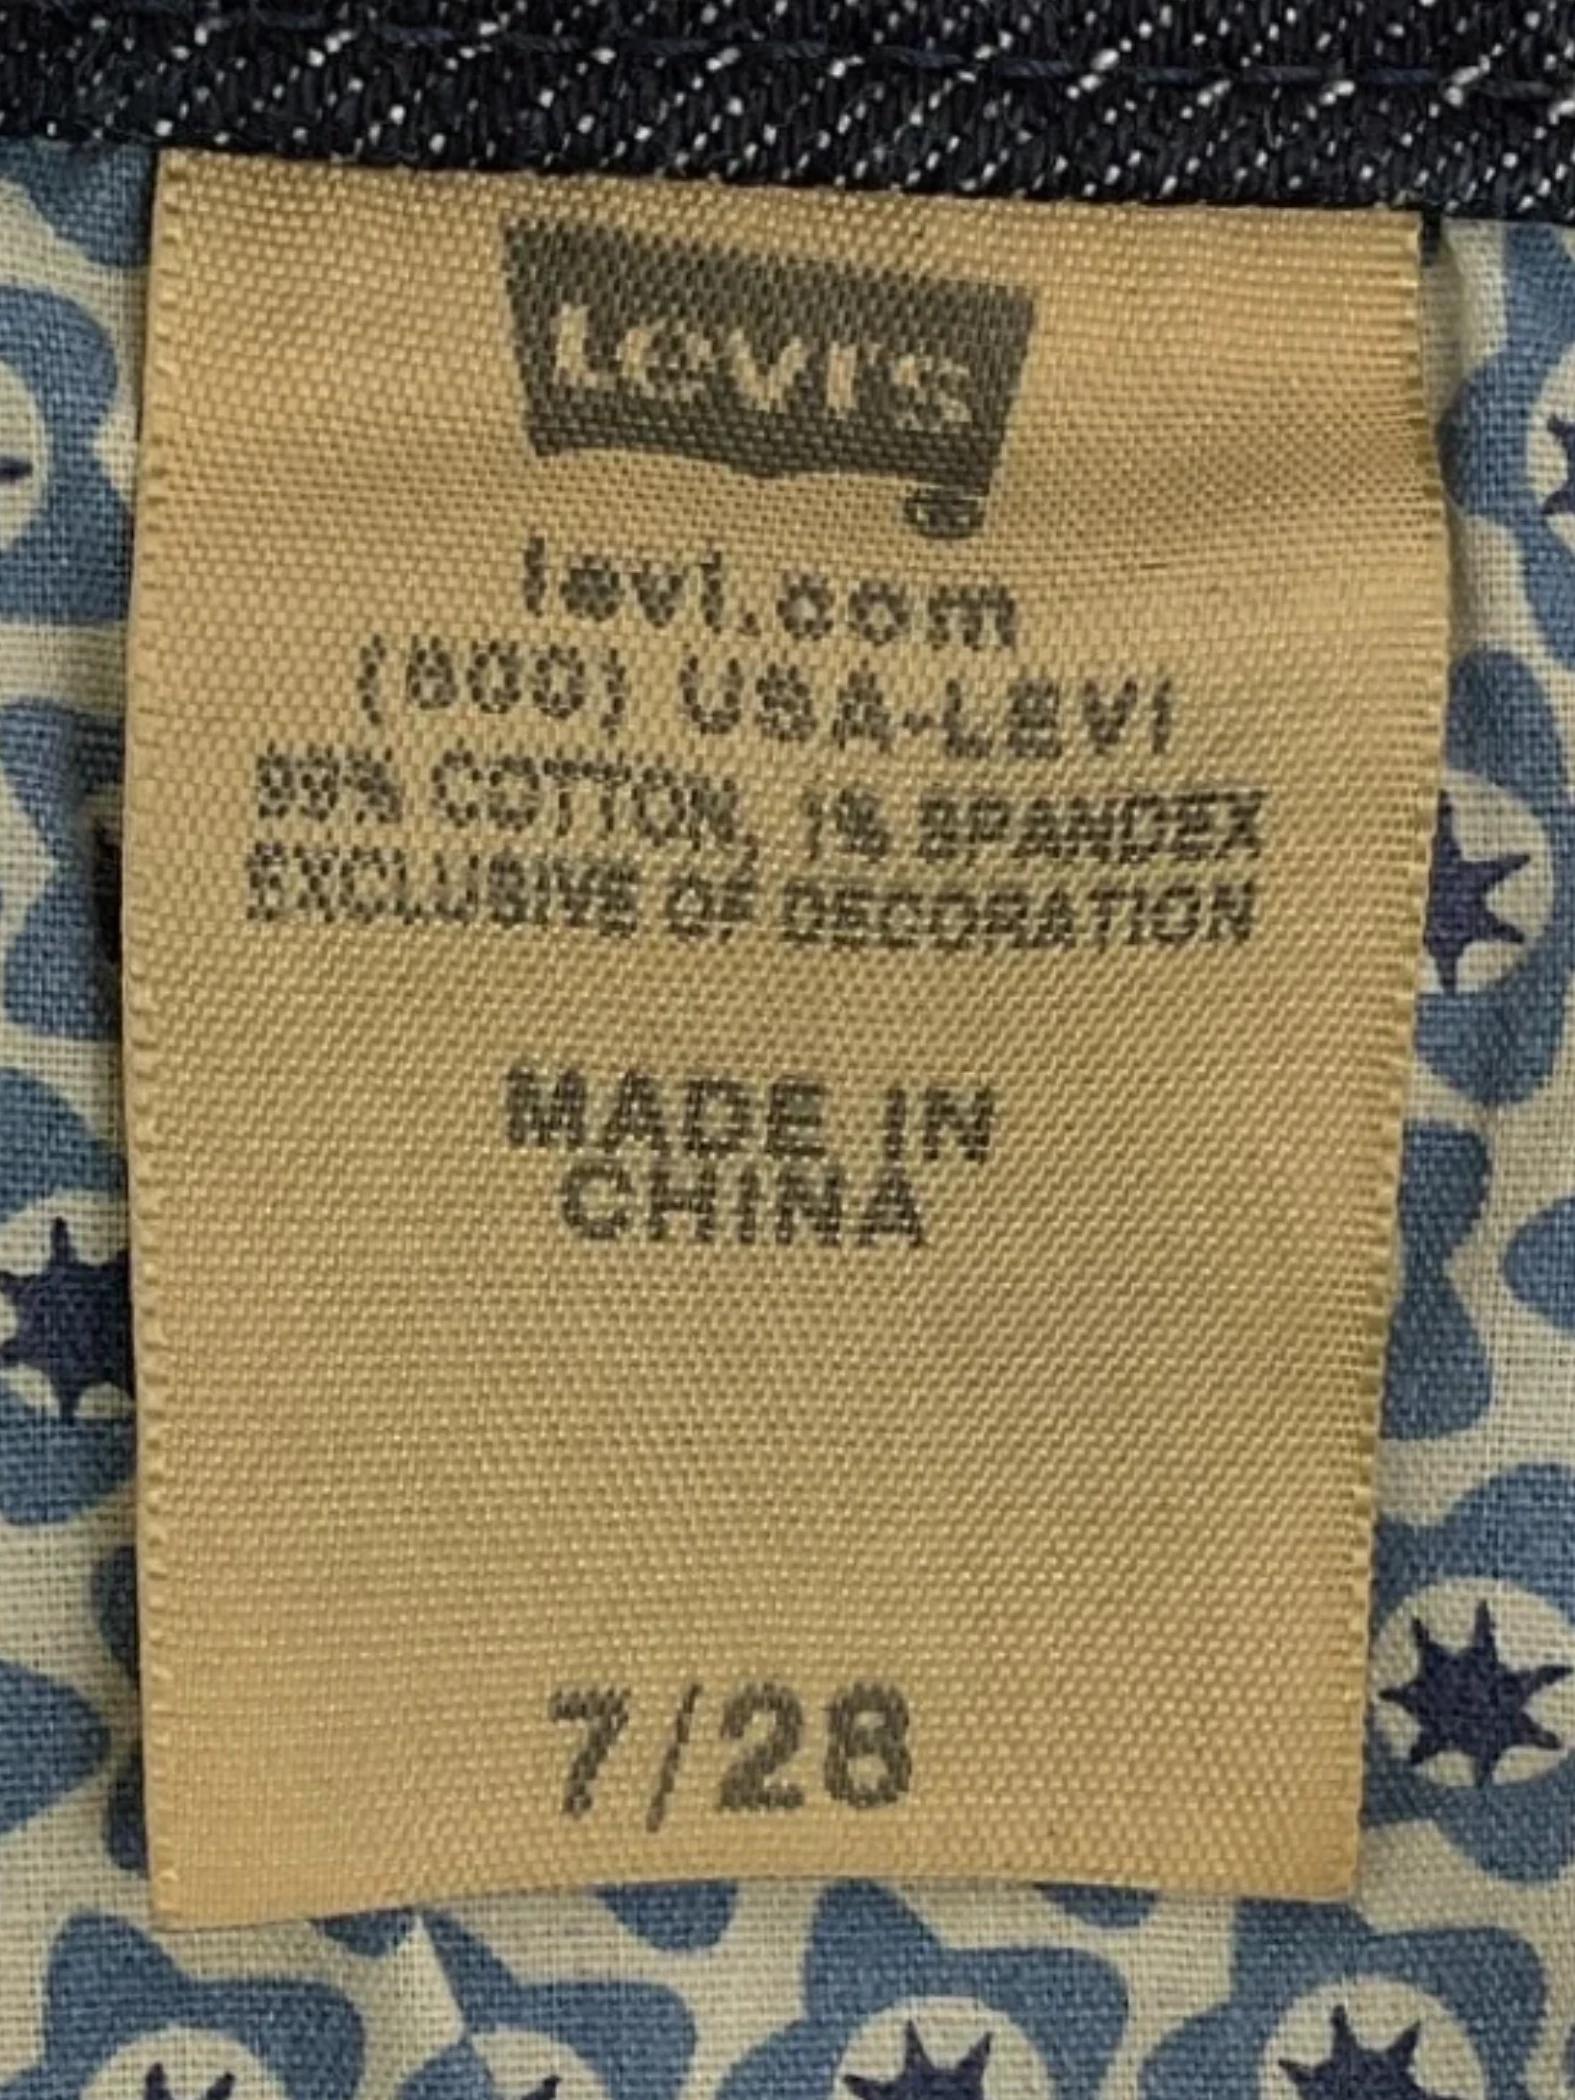 Levi's
®
levi.com
(800) USA-LEVI
99% COTTON, 1% SPANDEX
EXCLUSIVE OF DECORATION
MADE IN
CHINA
7/28